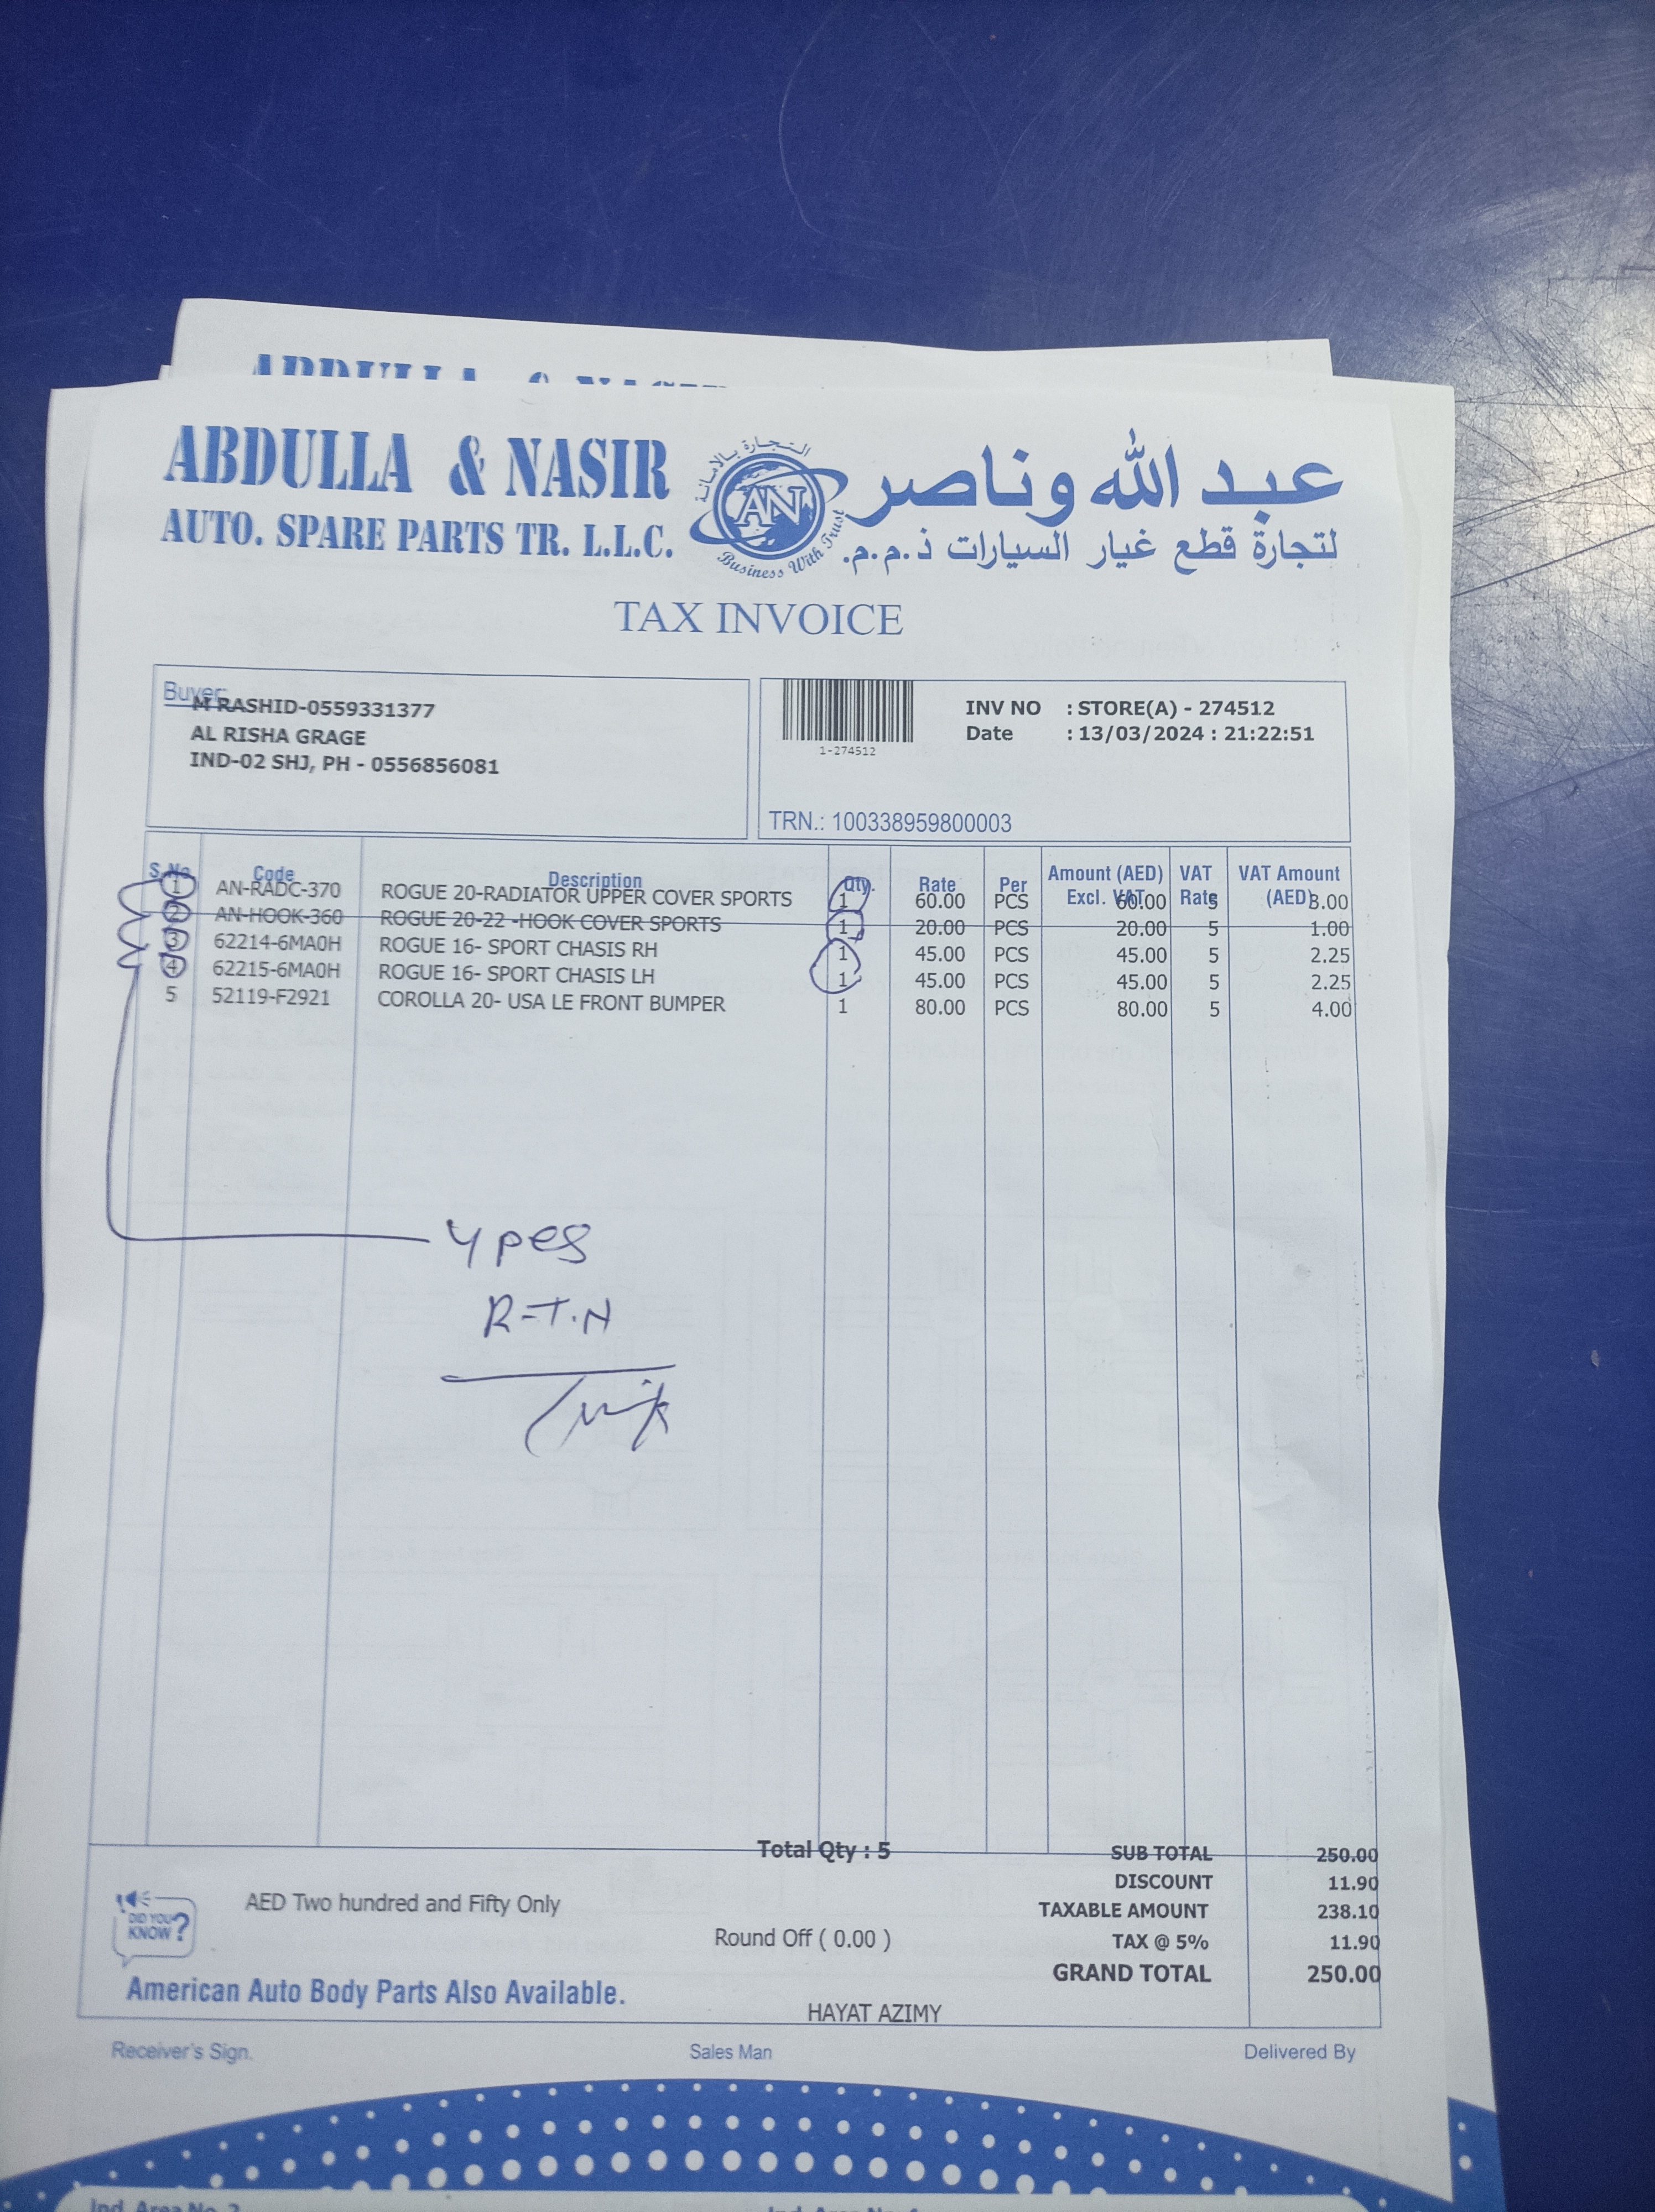 ABDULLA & NASIR
AUTO. SPARE PARTS TR. L.L.C.
التجارة بالامانة
AN
Business With Trust
عبد الله وناصر
لتجارة قطع غيار السيارات ذ.م.م.
TAX INVOICE
Buyer:
M RASHID-0559331377
AL RISHA GRAGE
IND-02 SHJ, PH - 0556856081
1-274512
INV NO : STORE(A) - 274512
Date : 13/03/2024 : 21:22:51
TRN.: 100338959800003
S.No. Code Description Qty. Rate Per Amount (AED) Excl. VAT VAT Rate VAT Amount (AED)
1 AN-RADC-370 ROGUE 20-RADIATOR UPPER COVER SPORTS 1 60.00 PCS 60.00 5 3.00
2 AN-HOOK-360 ROGUE 20-22 -HOOK COVER SPORTS 1 20.00 PCS 20.00 5 1.00
3 62214-6MA0H ROGUE 16- SPORT CHASIS RH 1 45.00 PCS 45.00 5 2.25
4 62215-6MA0H ROGUE 16- SPORT CHASIS LH 1 45.00 PCS 45.00 5 2.25
5 52119-F2921 COROLLA 20- USA LE FRONT BUMPER 1 80.00 PCS 80.00 5 4.00
4 pes
R-T.N
Total Qty : 5
SUB TOTAL 250.00
DISCOUNT 11.90
TAXABLE AMOUNT 238.10
TAX @ 5% 11.90
GRAND TOTAL 250.00
DID YOU KNOW?
AED Two hundred and Fifty Only
Round Off ( 0.00 )
American Auto Body Parts Also Available.
HAYAT AZIMY
Receiver's Sign. Sales Man Delivered By